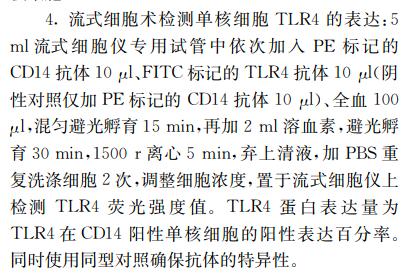 4. 流式细胞术检测单核细胞 TLR4 的表达:5
ml 流式细胞仪专用试管中依次加入 PE 标记的
CD14 抗体 10 μl、FITC 标记的 TLR4 抗体 10 μl(阴
性对照仅加 PE 标记的 CD14 抗体 10 μl)、全血 100
μl,混匀避光孵育 15 min,再加 2 ml 溶血素,避光孵
育 30 min,1500 r 离心 5 min,弃上清液,加 PBS 重
复洗涤细胞 2 次,调整细胞浓度,置于流式细胞仪上
检测 TLR4 荧光强度值。TLR4 蛋白表达量为
TLR4 在 CD14 阳性单核细胞的阳性表达百分率。
同时使用同型对照确保抗体的特异性。